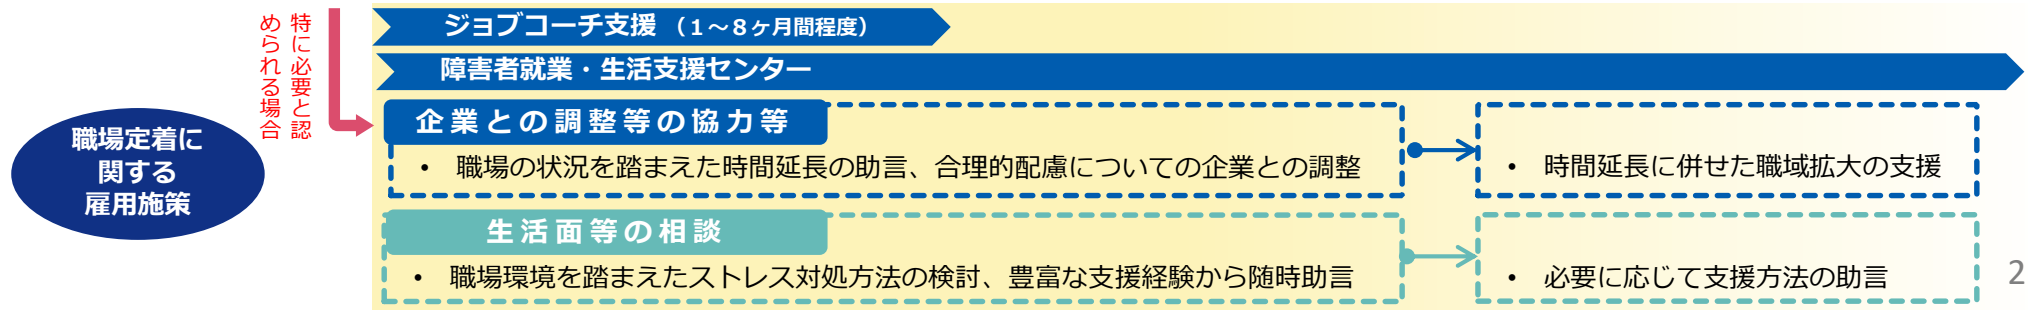 特に必要と認
められる場合
ジョブコーチ支援 （１～８ヶ月間程度）
障害者就業・生活支援センター
職場定着に
関する
雇用施策
企業との調整等の協力等
• 職場の状況を踏まえた時間延長の助言、合理的配慮についての企業との調整
• 時間延長に併せた職域拡大の支援
生活面等の相談
• 職場環境を踏まえたストレス対処方法の検討、豊富な支援経験から随時助言
• 必要に応じて支援方法の助言
2